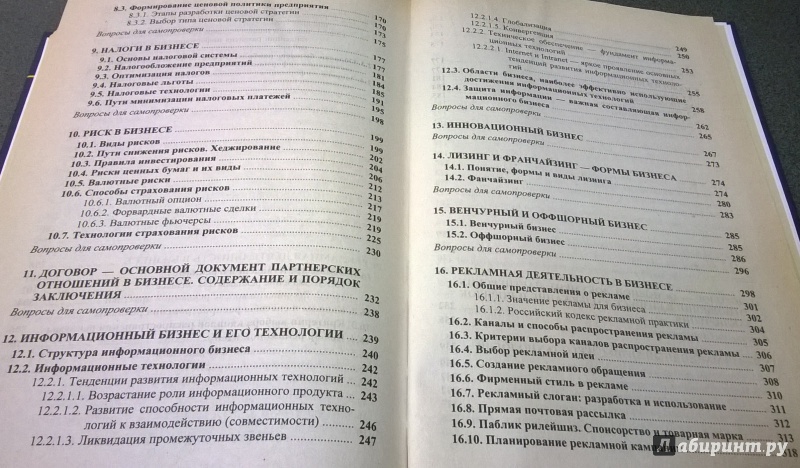 8.3. Формирование ценовой политики предприятия
8.3.1. Этапы разработки ценовой стратегии 170
8.3.2. Выбор типа ценовой стратегии 170
Вопросы для самопроверки 173
175
9. НАЛОГИ В БИЗНЕСЕ
9.1. Основы налоговой системы 177
9.2. Налогообложение предприятий 177
9.3. Оптимизация налогов 181
9.4. Налоговые льготы 184
9.5. Налоговые технологии 185
9.6. Пути минимизации налоговых платежей 191
Вопросы для самопроверки 195
198
10. РИСК В БИЗНЕСЕ
10.1. Виды рисков 199
10.2. Пути снижения рисков. Хеджирование 199
10.3. Правила инвестирования 202
10.4. Риски ценных бумаг и их виды 204
10.5. Валютные риски 206
10.6. Способы страхования рисков 212
10.6.1. Валютный опцион 213
10.6.2. Форвардные валютные сделки 217
10.6.3. Валютные фьючерсы 219
10.7. Технологии страхования рисков 219
Вопросы для самопроверки 225
230
11. ДОГОВОР — ОСНОВНОЙ ДОКУМЕНТ ПАРТНЕРСКИХ
ОТНОШЕНИЙ В БИЗНЕСЕ. СОДЕРЖАНИЕ И ПОРЯДОК
ЗАКЛЮЧЕНИЯ 232
Вопросы для самопроверки 238
12. ИНФОРМАЦИОННЫЙ БИЗНЕС И ЕГО ТЕХНОЛОГИИ 239
12.1. Структура информационного бизнеса 240
12.2. Информационные технологии 242
12.2.1. Тенденции развития информационных технологий 242
12.2.1.1. Возрастание роли информационного продукта 243
12.2.1.2. Развитие способности информационных техно-
логий к взаимодействию (совместимости) 246
12.2.1.3. Ликвидация промежуточных звеньев 247
12.2.1.4. Глобализация
12.2.1.5. Конвергенция 249
12.2.2. Техническое обеспечение — фундамент информа-
ционных технологий 250
12.2.2.1. Internet и Intranet — яркое проявление основных
тенденций развития информационных техноло-
гий 253
12.3. Области бизнеса, наиболее эффективно использующие
достижения информационных технологий 255
12.4. Защита информации — важная составляющая инфор-
мационного бизнеса 258
Вопросы для самопроверки 262
265
13. ИННОВАЦИОННЫЙ БИЗНЕС
Вопросы для самопроверки 267
273
14. ЛИЗИНГ И ФРАНЧАЙЗИНГ — ФОРМЫ БИЗНЕСА
14.1. Понятие, формы и виды лизинга 274
14.2. Фанчайзинг 274
Вопросы для самопроверки 280
283
15. ВЕНЧУРНЫЙ И ОФФШОРНЫЙ БИЗНЕС
15.1. Венчурный бизнес 285
15.2. Оффшорный бизнес 285
Вопросы для самопроверки 286
296
16. РЕКЛАМНАЯ ДЕЯТЕЛЬНОСТЬ В БИЗНЕСЕ
16.1. Общие представления о рекламе 298
16.1.1. Значение рекламы для бизнеса 301
16.1.2. Российский кодекс рекламной практики 302
16.2. Каналы и способы распространения рекламы 304
16.3. Критерии выбора каналов распространения рекламы 305
16.4. Выбор рекламной идеи 306
16.5. Создание рекламного обращения 307
16.6. Фирменный стиль в рекламе 308
16.7. Рекламный слоган: разработка и использование 310
16.8. Прямая почтовая рассылка 311
16.9. Паблик рилейшнз. Спонсорство и товарная марка 312
16.10. Планирование рекламной 313
318
лабиринт.ру